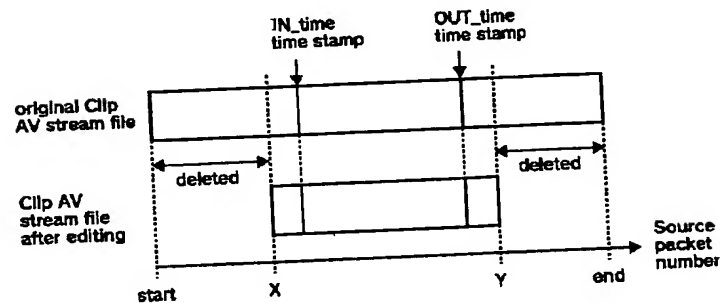 IN_time
time stamp
OUT_time
time stamp
original Clip
AV stream file
deleted
deleted
Clip AV
stream file
after editing
Source
packet
number
start
X
Y
end